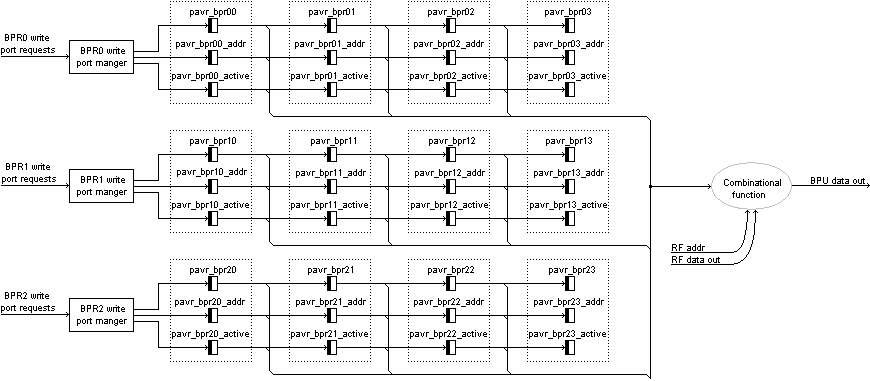 pavr_bpr00
pavr_bpr01
pavr_bpr02
pavr_bpr03
BPR0 write
port requests
BPR0 write
port manger
pavr_bpr00_addr
pavr_bpr01_addr
pavr_bpr02_addr
pavr_bpr03_addr
pavr_bpr00_active
pavr_bpr01_active
pavr_bpr02_active
pavr_bpr03_active
pavr_bpr10
pavr_bpr11
pavr_bpr12
pavr_bpr13
BPR1 write
port requests
BPR1 write
port manger
pavr_bpr10_addr
pavr_bpr11_addr
pavr_bpr12_addr
pavr_bpr13_addr
pavr_bpr10_active
pavr_bpr11_active
pavr_bpr12_active
pavr_bpr13_active
Combinational
function
BPU data out
RF addr
RF data out
pavr_bpr20
pavr_bpr21
pavr_bpr22
pavr_bpr23
BPR2 write
port requests
BPR2 write
port manger
pavr_bpr20_addr
pavr_bpr21_addr
pavr_bpr22_addr
pavr_bpr23_addr
pavr_bpr20_active
pavr_bpr21_active
pavr_bpr22_active
pavr_bpr23_active